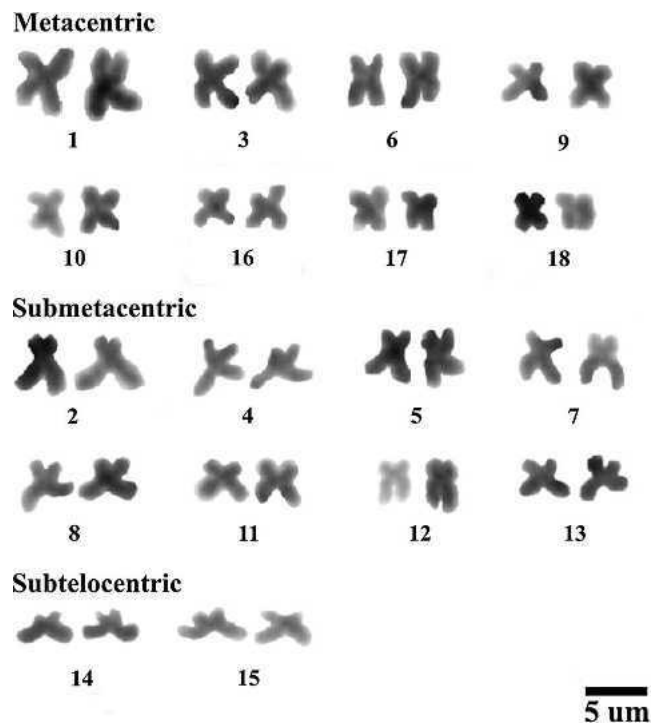 Metacentric
1 3 6 9
10 16 17 18
Submetacentric
2 4 5 7
8 11 12 13
Subtelocentric
14 15
5 um